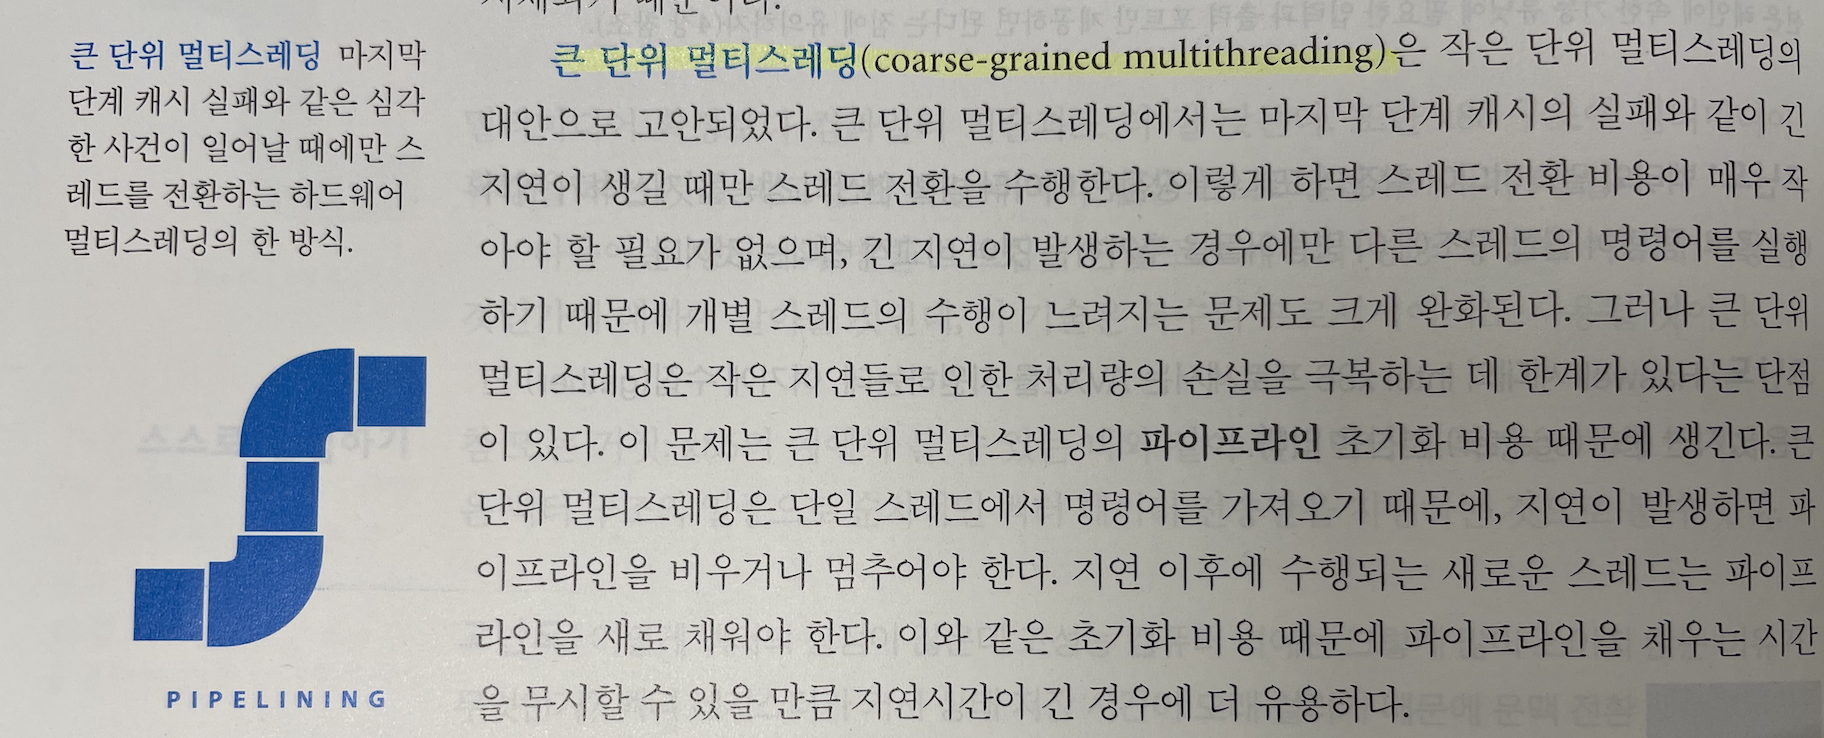 큰 단위 멀티스레딩 마지막
단계 캐시 실패와 같은 심각
한 사건이 일어날 때에만 스
레드를 전환하는 하드웨어
멀티스레딩의 한 방식.
PIPELINING
큰 단위 멀티스레딩(coarse-grained multithreading)은 작은 단위 멀티스레딩의
대안으로 고안되었다. 큰 단위 멀티스레딩에서는 마지막 단계 캐시의 실패와 같이 긴
지연이 생길 때만 스레드 전환을 수행한다. 이렇게 하면 스레드 전환 비용이 매우 작
아야 할 필요가 없으며, 긴 지연이 발생하는 경우에만 다른 스레드의 명령어를 실행
하기 때문에 개별 스레드의 수행이 느려지는 문제도 크게 완화된다. 그러나 큰 단위
멀티스레딩은 작은 지연들로 인한 처리량의 손실을 극복하는 데 한계가 있다는 단점
이 있다. 이 문제는 큰 단위 멀티스레딩의 파이프라인 초기화 비용 때문에 생긴다. 큰
단위 멀티스레딩은 단일 스레드에서 명령어를 가져오기 때문에, 지연이 발생하면 파
이프라인을 비우거나 멈추어야 한다. 지연 이후에 수행되는 새로운 스레드는 파이프
라인을 새로 채워야 한다. 이와 같은 초기화 비용 때문에 파이프라인을 채우는 시간
을 무시할 수 있을 만큼 지연시간이 긴 경우에 더 유용하다.